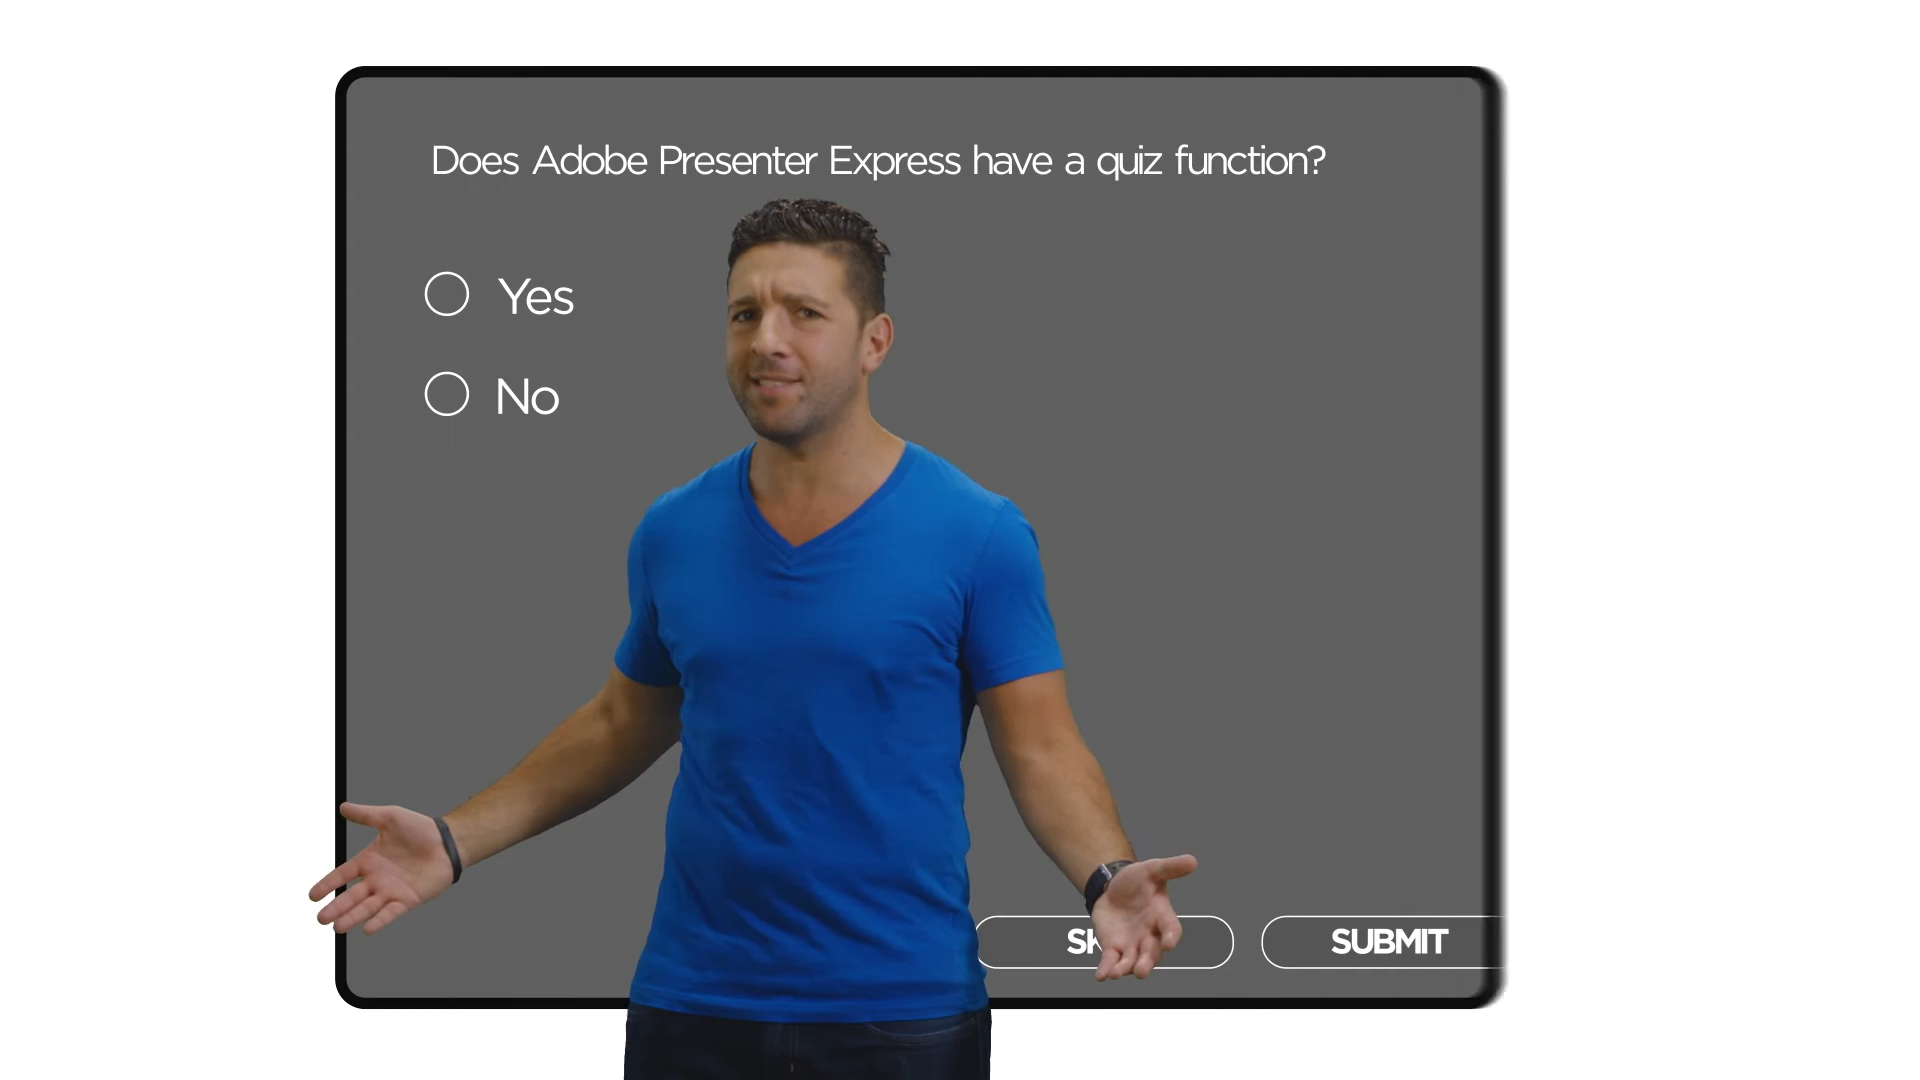 Does Adobe Presenter Express have a quiz function?
Yes
No
SUBMIT